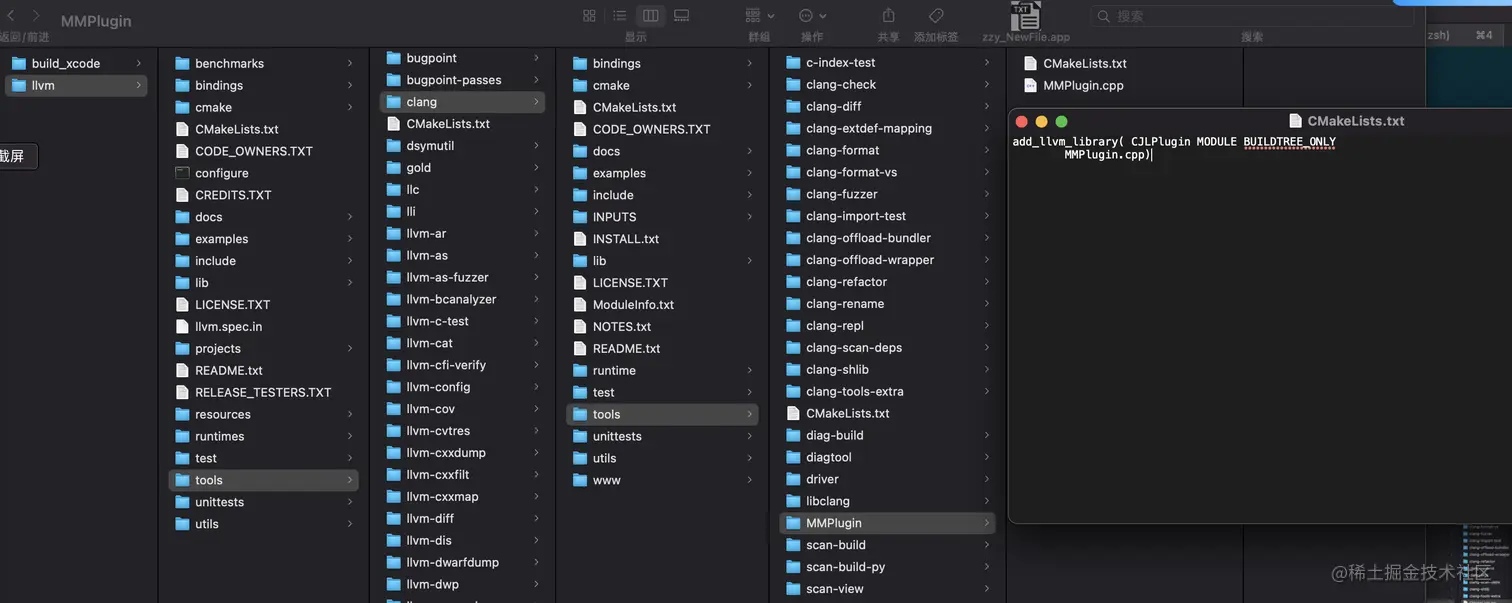 MMPlugin
返回/前进
显示
群组
操作
共享
添加标签
TXT
zzy_NewFile.app
搜索
搜索
zsh)
⌘4
build_xcode
llvm
截屏
benchmarks
bindings
cmake
CMakeLists.txt
CODE_OWNERS.TXT
configure
CREDITS.TXT
docs
examples
include
lib
LICENSE.TXT
llvm.spec.in
projects
README.txt
RELEASE_TESTERS.TXT
resources
runtimes
test
tools
unittests
utils
bugpoint
bugpoint-passes
clang
CMakeLists.txt
dsymutil
gold
llc
lli
llvm-ar
llvm-as
llvm-as-fuzzer
llvm-bcanalyzer
llvm-c-test
llvm-cat
llvm-cfi-verify
llvm-config
llvm-cov
llvm-cvtres
llvm-cxxdump
llvm-cxxfilt
llvm-cxxmap
llvm-diff
llvm-dis
llvm-dwarfdump
llvm-dwp
bindings
cmake
CMakeLists.txt
CODE_OWNERS.TXT
docs
examples
include
INPUTS
INSTALL.txt
lib
LICENSE.TXT
ModuleInfo.txt
NOTES.txt
README.txt
runtime
test
tools
unittests
utils
www
c-index-test
clang-check
clang-diff
clang-extdef-mapping
clang-format
clang-format-vs
clang-fuzzer
clang-import-test
clang-offload-bundler
clang-offload-wrapper
clang-refactor
clang-rename
clang-repl
clang-scan-deps
clang-shlib
clang-tools-extra
CMakeLists.txt
diag-build
diagtool
driver
libclang
MMPlugin
scan-build
scan-build-py
scan-view
CMakeLists.txt
MMPlugin.cpp
CMakeLists.txt
add_llvm_library( CJLPlugin MODULE BUILDTREE_ONLY
MMPlugin.cpp)
@稀土掘金技术社区